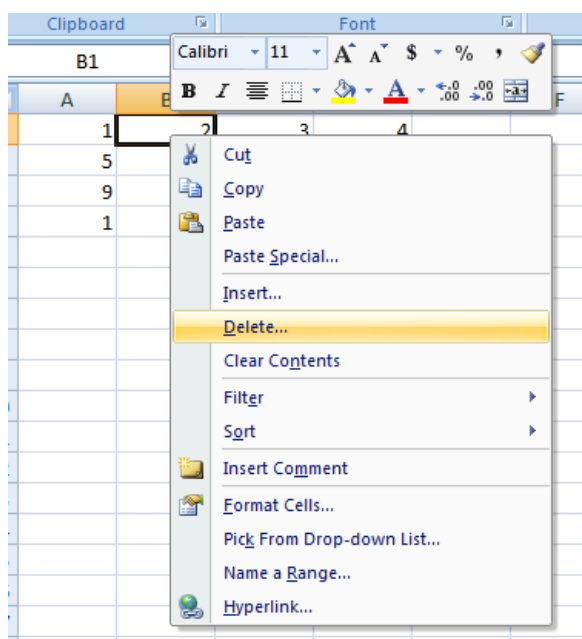 Clipboard Font
B1 Calibri 11 A A $ % ,
B I A .00 .00 a
A F
1 2 3 4
5
9
1
Cut
Copy
Paste
Paste Special...
Insert...
Delete...
Clear Contents
Filter
Sort
Insert Comment
Format Cells...
Pick From Drop-down List...
Name a Range...
Hyperlink...